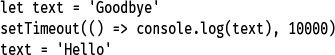 let text = 'Goodbye'
setTimeout(() => console.log(text), 10000)
text = 'Hello'